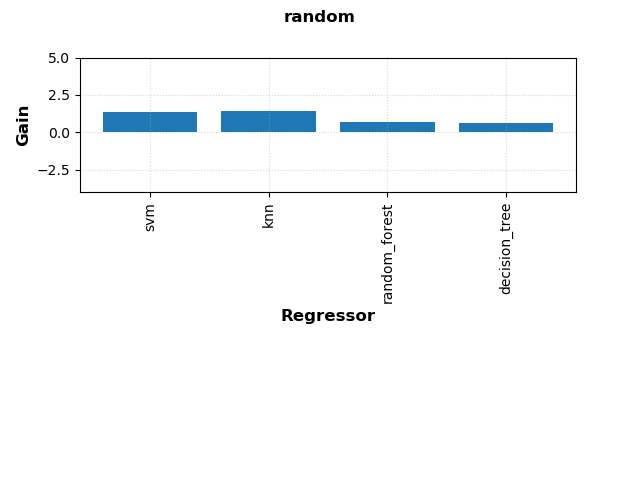 random
Gain
5.0
2.5
0.0
−2.5
svm
knn
random_forest
decision_tree
Regressor